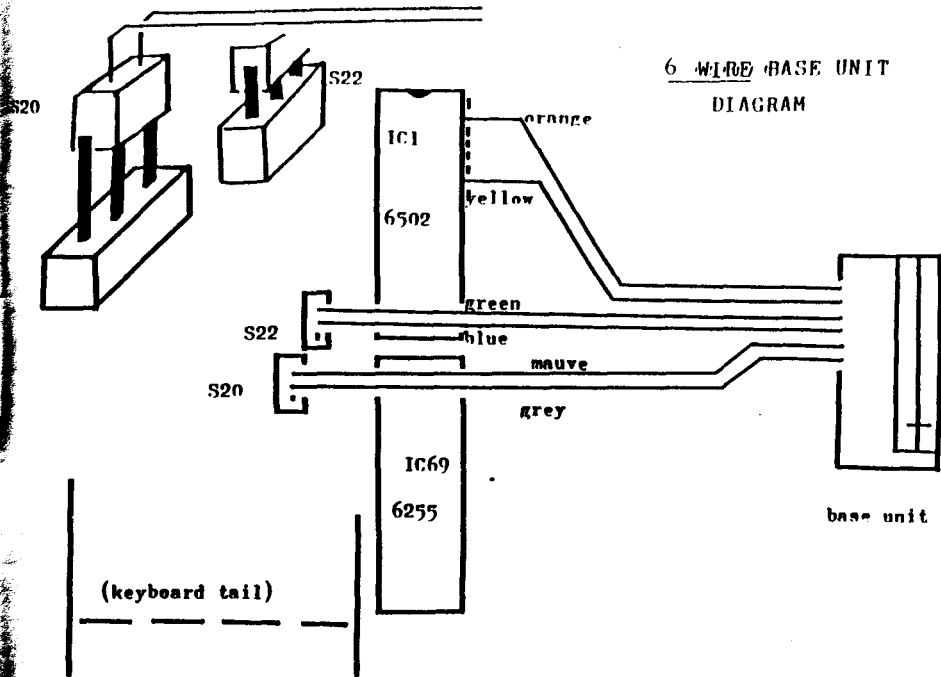 6 WIRE BASE UNIT
DIAGRAM
S20
S22
IC1
6502
orange
yellow
green
blue
S22
S20
mauve
grey
IC69
6255
base unit
(keyboard tail)